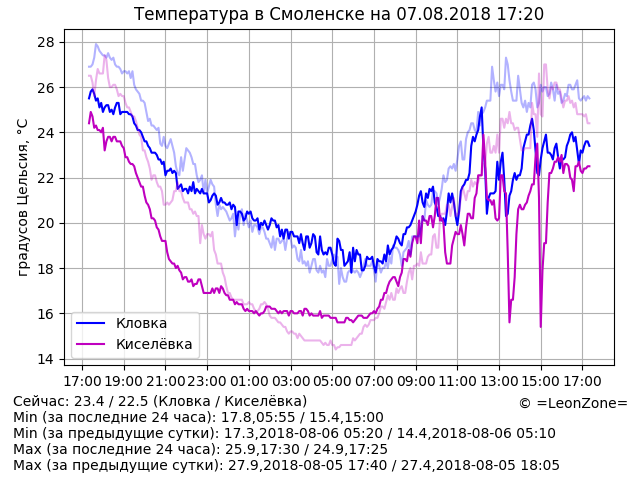 Температура в Смоленске на 07.08.2018 17:20
градусов Цельсия, °C
28
26
24
22
20
18
16
14
Кловка
Киселёвка
17:00 19:00 21:00 23:00 01:00 03:00 05:00 07:00 09:00 11:00 13:00 15:00 17:00
Сейчас: 23.4 / 22.5 (Кловка / Киселёвка)
© =LeonZone=
Min (за последние 24 часа): 17.8,05:55 / 15.4,15:00
Min (за предыдущие сутки): 17.3,2018-08-06 05:20 / 14.4,2018-08-06 05:10
Max (за последние 24 часа): 25.9,17:30 / 24.9,17:25
Max (за предыдущие сутки): 27.9,2018-08-05 17:40 / 27.4,2018-08-05 18:05